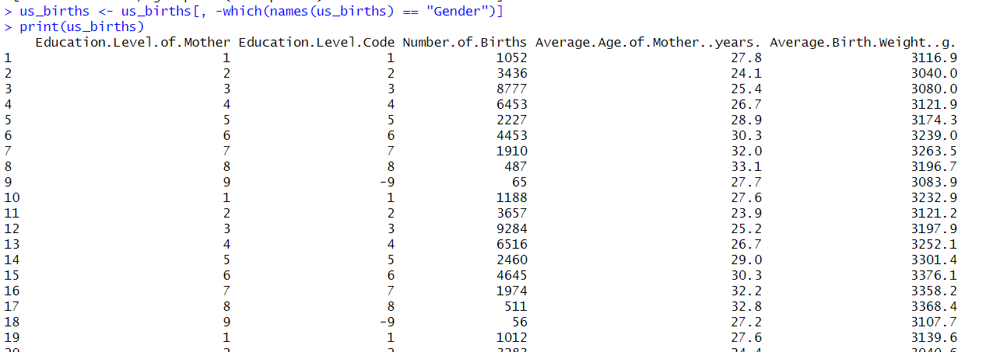 > us_births <- us_births[, -which(names(us_births) == "Gender")]
> print(us_births)
Education.Level.of.Mother Education.Level.Code Number.of.Births Average.Age.of.Mother..years. Average.Birth.Weight..g.
1 1 1 1052 27.8 3116.9
2 2 2 3436 24.1 3040.0
3 3 3 8777 25.4 3080.0
4 4 4 6453 26.7 3121.9
5 5 5 2227 28.9 3174.3
6 6 6 4453 30.3 3239.0
7 7 7 1910 32.0 3263.5
8 8 8 487 33.1 3196.7
9 9 -9 65 27.7 3083.9
10 1 1 1188 27.6 3232.9
11 2 2 3657 23.9 3121.2
12 3 3 9284 25.2 3197.9
13 4 4 6516 26.7 3252.1
14 5 5 2460 29.0 3301.4
15 6 6 4645 30.3 3376.1
16 7 7 1974 32.2 3358.2
17 8 8 511 32.8 3368.4
18 9 -9 56 27.2 3107.7
19 1 1 1012 27.6 3139.6